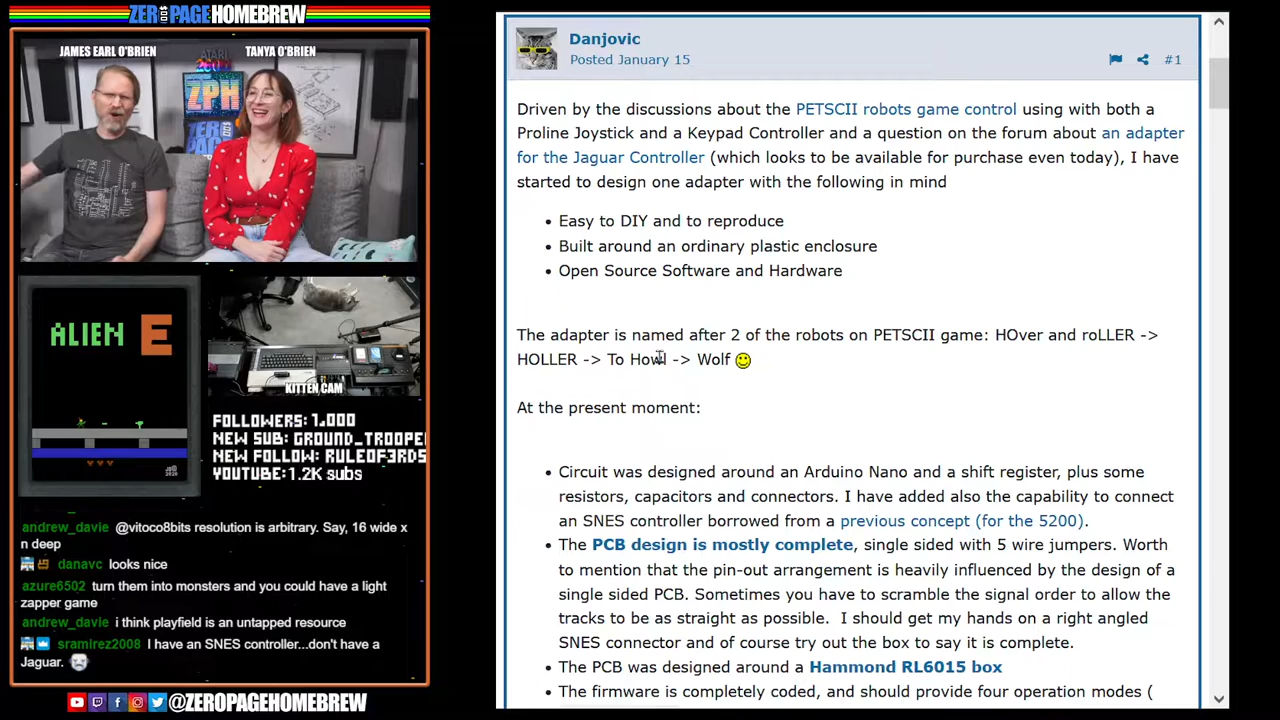 ZERO PAGE HOMEBREW
JAMES EARL O'BRIEN
TANYA O'BRIEN
ATARI
ZPH
ALIEN E
KITTEN CAM
FOLLOWERS: 1,000
NEW SUB: GROUND_TROOPER
NEW FOLLOW: RULEOF3RDS
YOUTUBE: 1.2K subs
andrew_davie @vitoco8bits resolution is arbitrary. Say, 16 wide x
n deep
danavc looks nice
azure6502 turn them into monsters and you could have a light
zapper game
andrew_davie i think playfield is an untapped resource
sramirez2008 I have an SNES controller...don't have a
Jaguar.
@ZEROPAGEHOMEBREW
Danjovic
Posted January 15
#1
Driven by the discussions about the PETSCII robots game control using with both a
Proline Joystick and a Keypad Controller and a question on the forum about an adapter
for the Jaguar Controller (which looks to be available for purchase even today), I have
started to design one adapter with the following in mind
• Easy to DIY and to reproduce
• Built around an ordinary plastic enclosure
• Open Source Software and Hardware
The adapter is named after 2 of the robots on PETSCII game: HOver and roLLER ->
HOLLER -> To Howl -> Wolf
At the present moment:
• Circuit was designed around an Arduino Nano and a shift register, plus some
resistors, capacitors and connectors. I have added also the capability to connect
an SNES controller borrowed from a previous concept (for the 5200).
• The PCB design is mostly complete, single sided with 5 wire jumpers. Worth
to mention that the pin-out arrangement is heavily influenced by the design of a
single sided PCB. Sometimes you have to scramble the signal order to allow the
tracks to be as straight as possible. I should get my hands on a right angled
SNES connector and of course try out the box to say it is complete.
• The PCB was designed around a Hammond RL6015 box
• The firmware is completely coded, and should provide four operation modes (